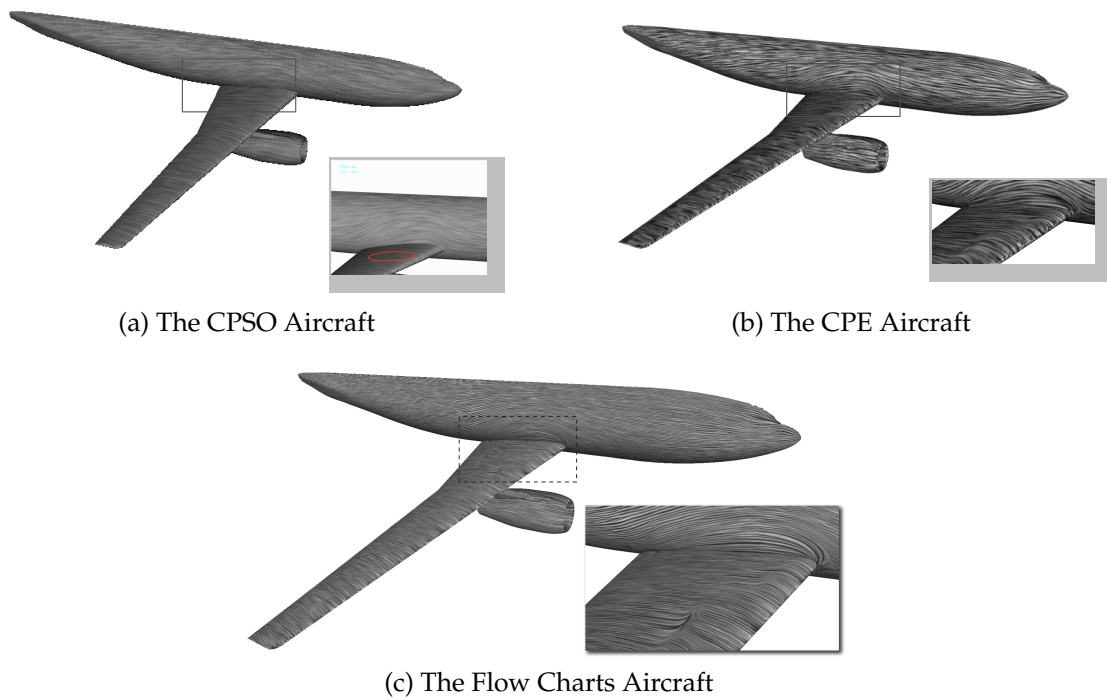 (a) The CPSO Aircraft
(b) The CPE Aircraft
(c) The Flow Charts Aircraft